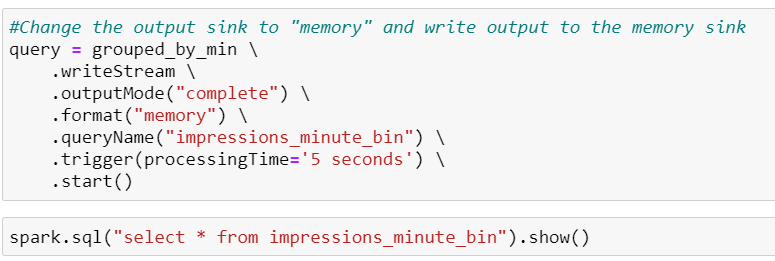 #Change the output sink to "memory" and write output to the memory sink
query = grouped_by_min \
    .writeStream \
    .outputMode("complete") \
    .format("memory") \
    .queryName("impressions_minute_bin") \
    .trigger(processingTime='5 seconds') \
    .start()
spark.sql("select * from impressions_minute_bin").show()